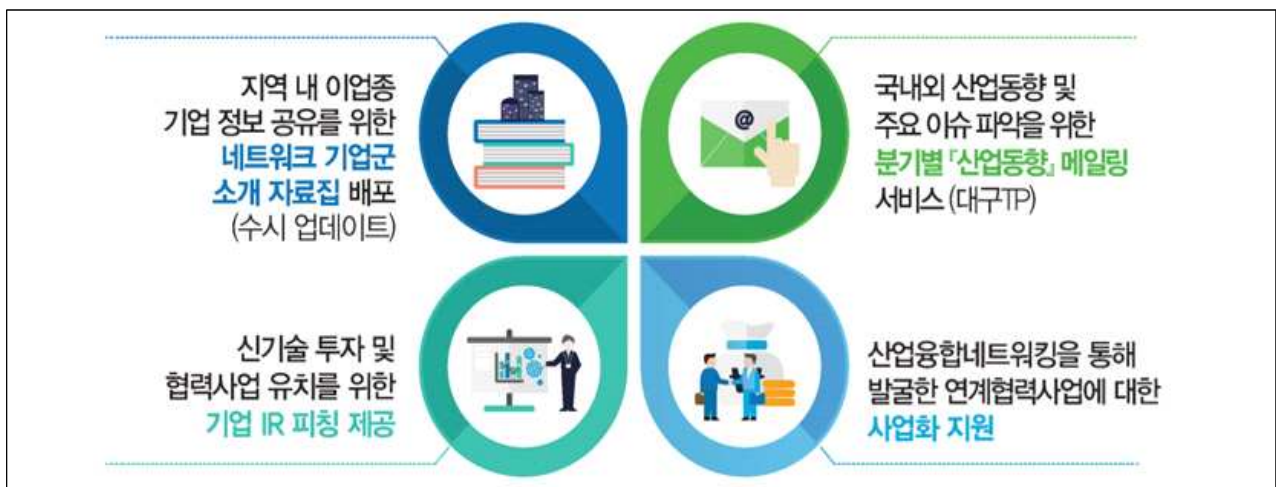 지역 내 이업종
기업 정보 공유를 위한
네트워크 기업군
소개 자료집 배포
(수시 업데이트)
@
국내외 산업동향 및
주요 이슈 파악을 위한
분기별 『산업동향』 메일링
서비스 (대구TP)
신기술 투자 및
협력사업 유치를 위한
기업 IR 피칭 제공
산업융합네트워킹을 통해
발굴한 연계협력사업에 대한
사업화 지원